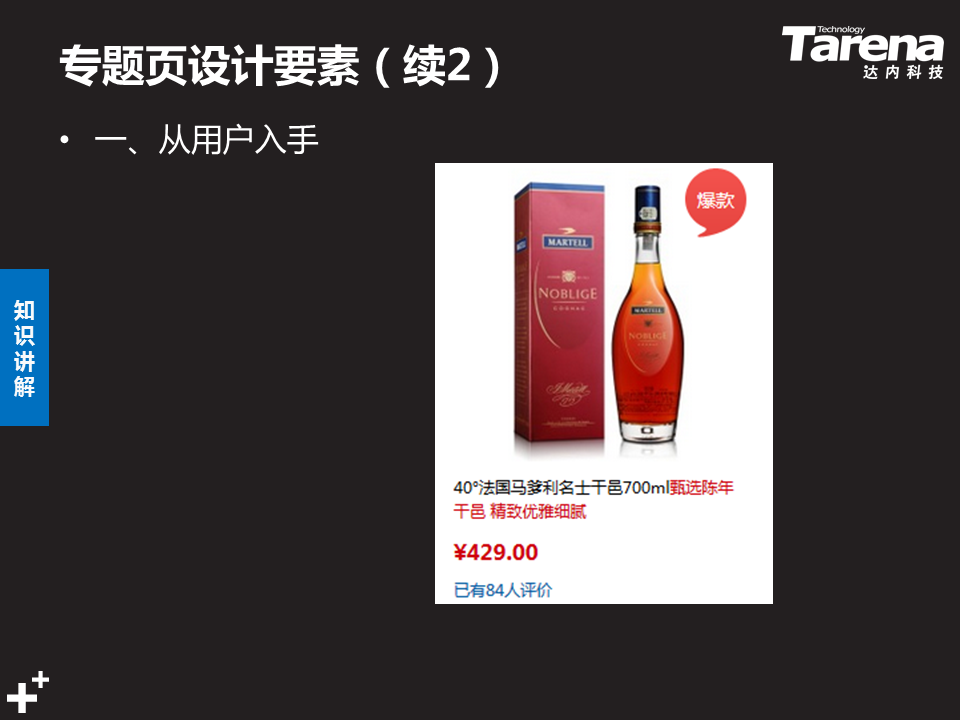 专题页设计要素（续2）
Technology
Tarena
达内科技
• 一、从用户入手
知识讲解
爆款
MARTELL
NOBLIGE
COGNAC
MARTELL
NOBLIGE
40°法国马爹利名士干邑700ml甄选陈年
干邑 精致优雅细腻
¥429.00
已有84人评价